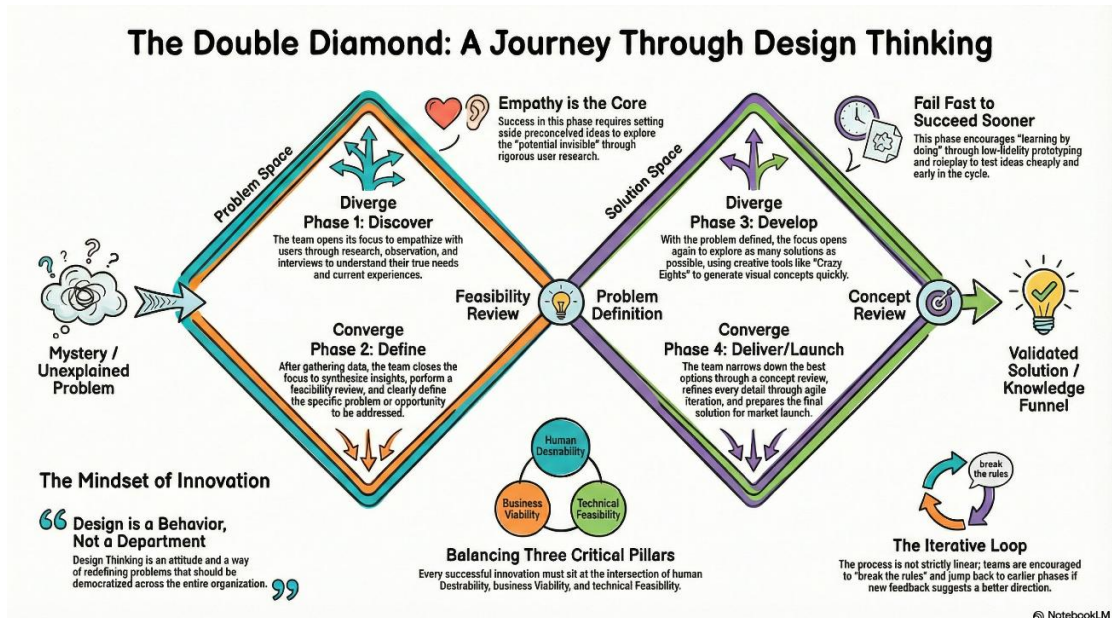 The Double Diamond: A Journey Through Design Thinking
Empathy is the Core
Success in this phase requires setting
sside preconcelved ideas to explore
the "potential invisible" through
rigorous user research.
Fail Fast to
Succeed Sooner
This phase encourages "learning by
doing" through low-lidelity prototyping
and roieplay to test ideas cheaply and
early in the cycle.
Problem Space
Diverge
Phase 1: Discover
The team opens its focus to empathize with
users through research, observation, and
interviews to understand their true needs
and current experiences.
Solution Space
Diverge
Phase 3: Develop
With the problem defined, the focus opens
again to explore as many solutions as
possible, using creative tools like "Crazy
Eights" to generate visual concepts quickly.
Mystery /
Unexplained
Problem
Feasibility
Review
Problem
Definition
Concept
Review
Validated
Solution /
Knowledge
Funnel
Converge
Phase 2: Define
After gathering data, the team closes the
focus to synthesize insights, perform a
feacibility review, and clearly define
the specific problem or opportunity
to be addressed.
Converge
Phase 4: Deliver/Launch
The team narrows down the best
options through a concept review,
refines every detail through agile
iteration, and prepares the final
solution for market launch.
The Mindset of Innovation
Design is a Behavior,
Not a Department
Design Thinking is an attitude and a way
of redefining problems that should be
democratized across the entire organization.
Human
Desnrability
Business
Viability
Technical
Feasibility
Balancing Three Critical Pillars
Every successful innovation must sit at the intersection of human
Destrability, business Viability, and technical Feasibllity.
break
the rules
The Iterative Loop
The process is not strictly linear; teams are encouraged
to "break the rules" and jump back to carlier phases if
new feedback suggests a better direction.
NotebookLM